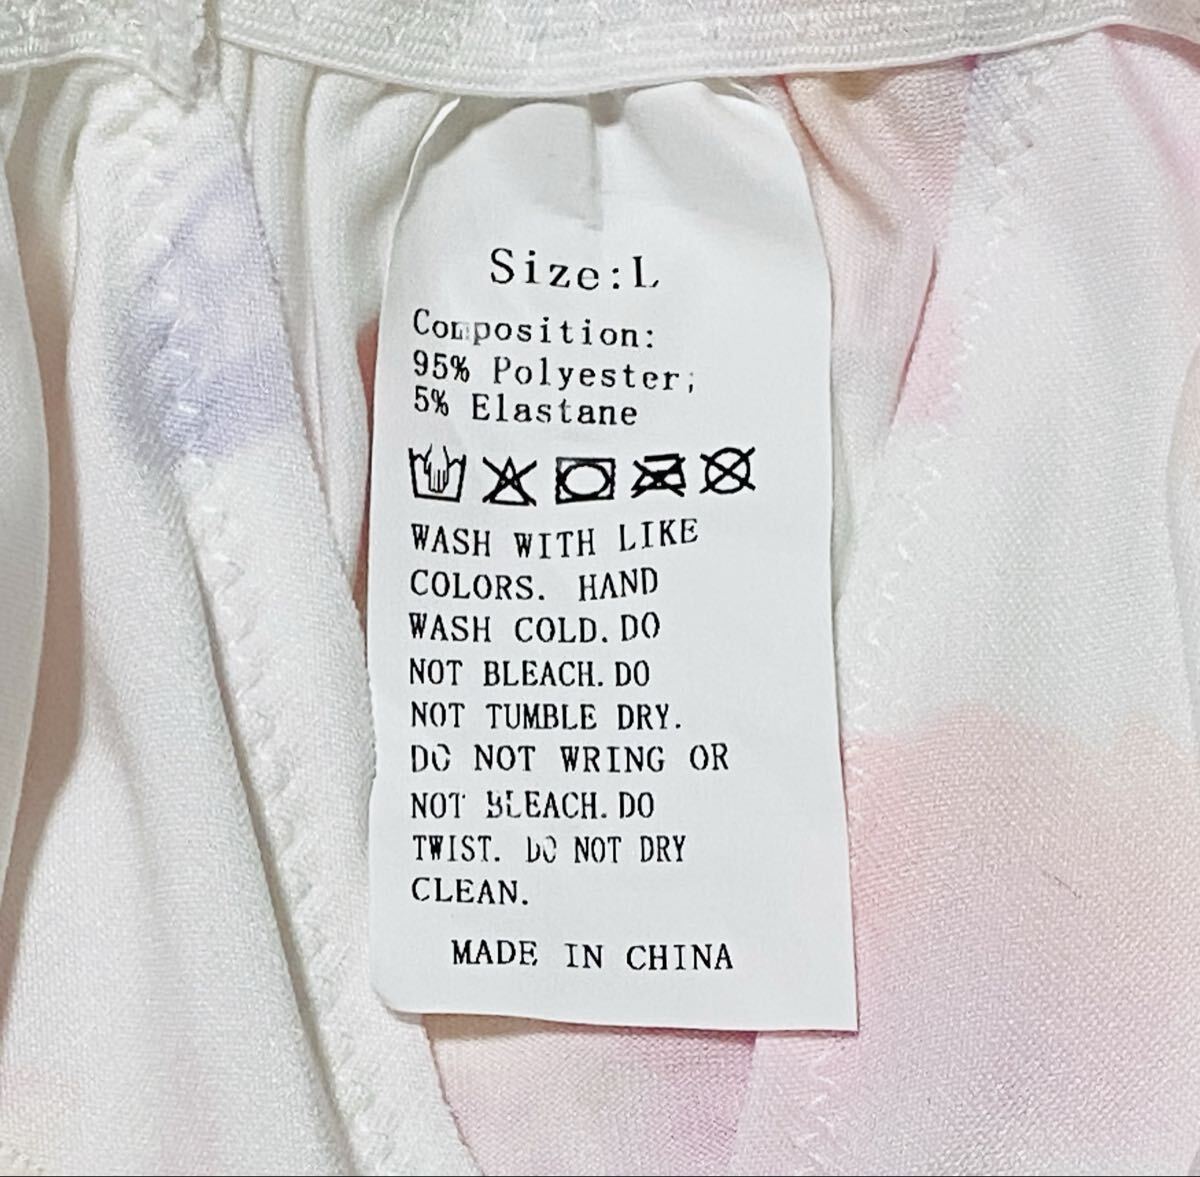 Size:L
Composition:
95% Polyester;
5% Elastane
WASH WITH LIKE
COLORS. HAND
WASH COLD. DO
NOT BLEACH. DO
NOT TUMBLE DRY.
DO NOT WRING OR
NOT BLEACH. DO
TWIST. DO NOT DRY
CLEAN.
MADE IN CHINA